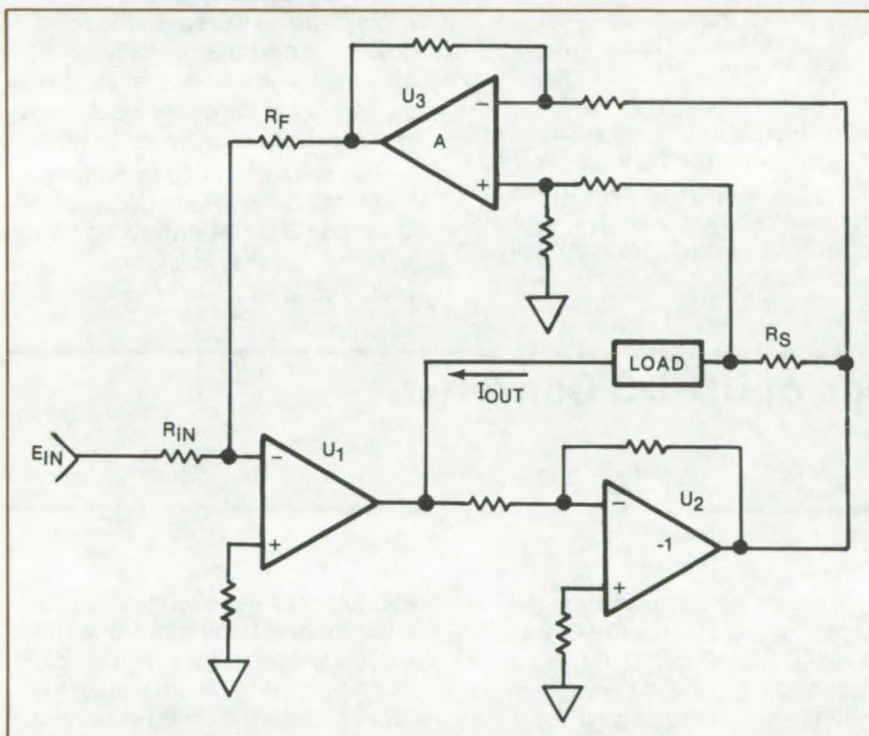 U3
RF
−
A
+
LOAD
RS
IOUT
RIN
EIN
−
U1
+
−
U2
-1
+